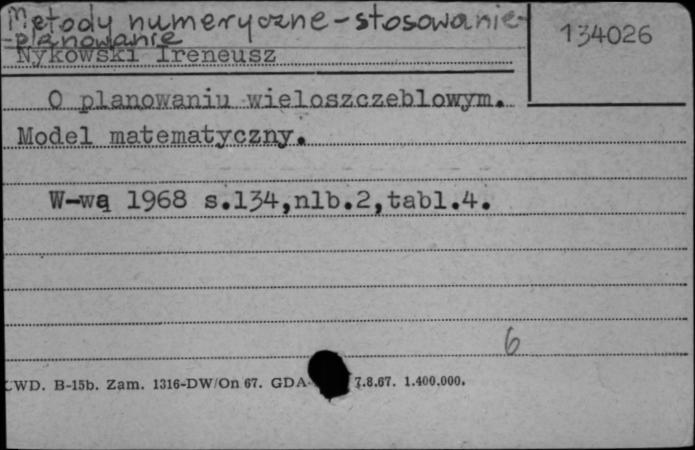 Metody numeryczne-stosowanie-
-planowanie
134026
Nykowski Ireneusz
O planowaniu wieloszczeblowym.
Model matematyczny.
W-wą 1968 s.134,nlb.2,tabl.4.
6
WD. B-15b. Zam. 1316-DW/On 67. GDA- 7.8.67. 1.400.000.